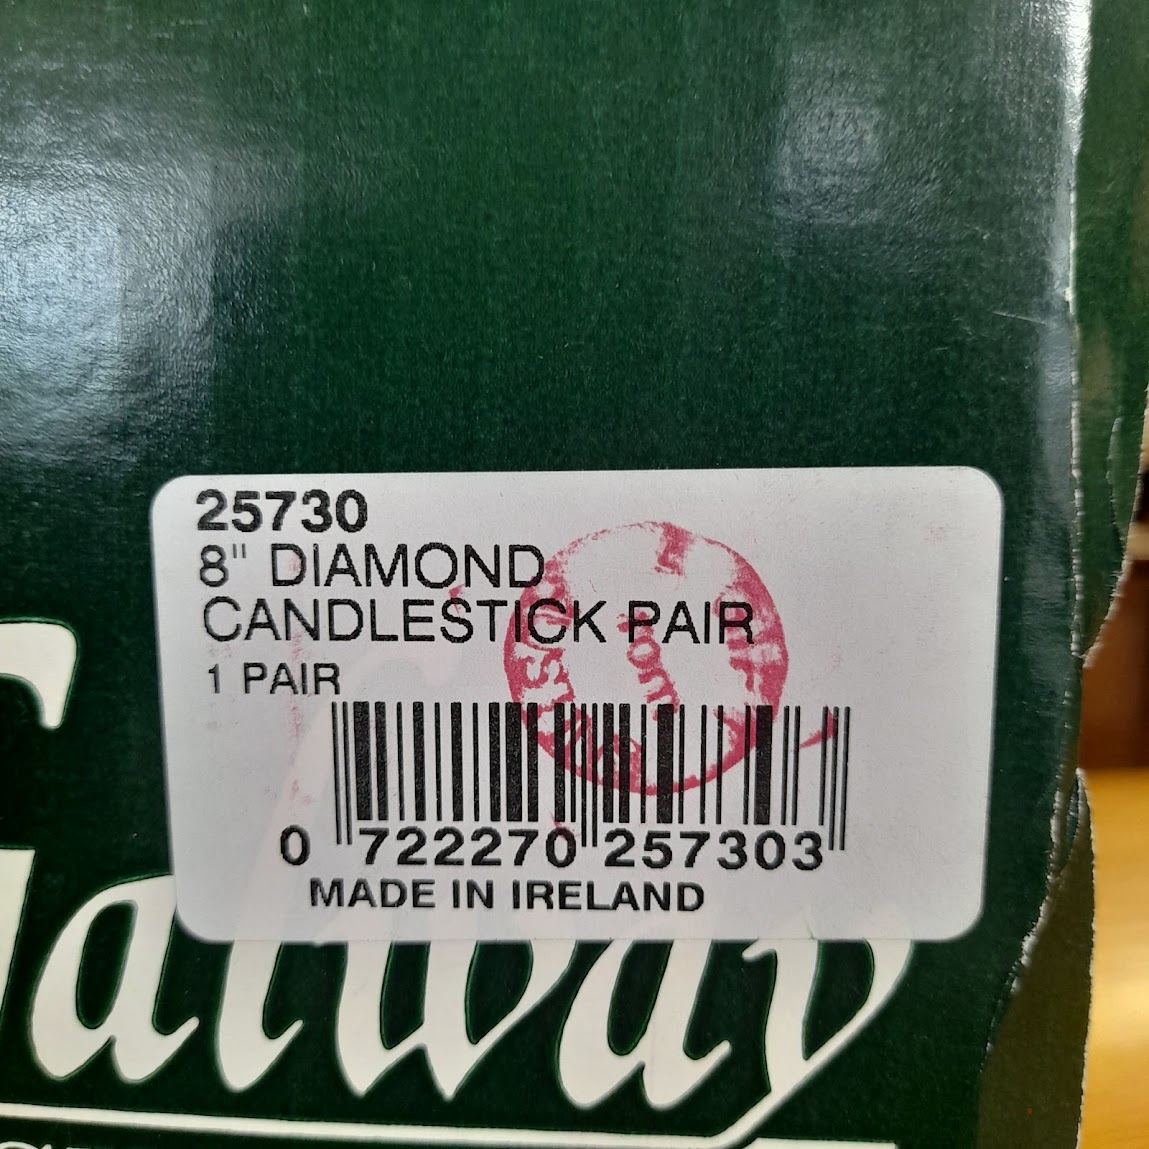 25730
8" DIAMOND
CANDLESTICK PAIR
1 PAIR
0 722270 257303
MADE IN IRELAND
Galway